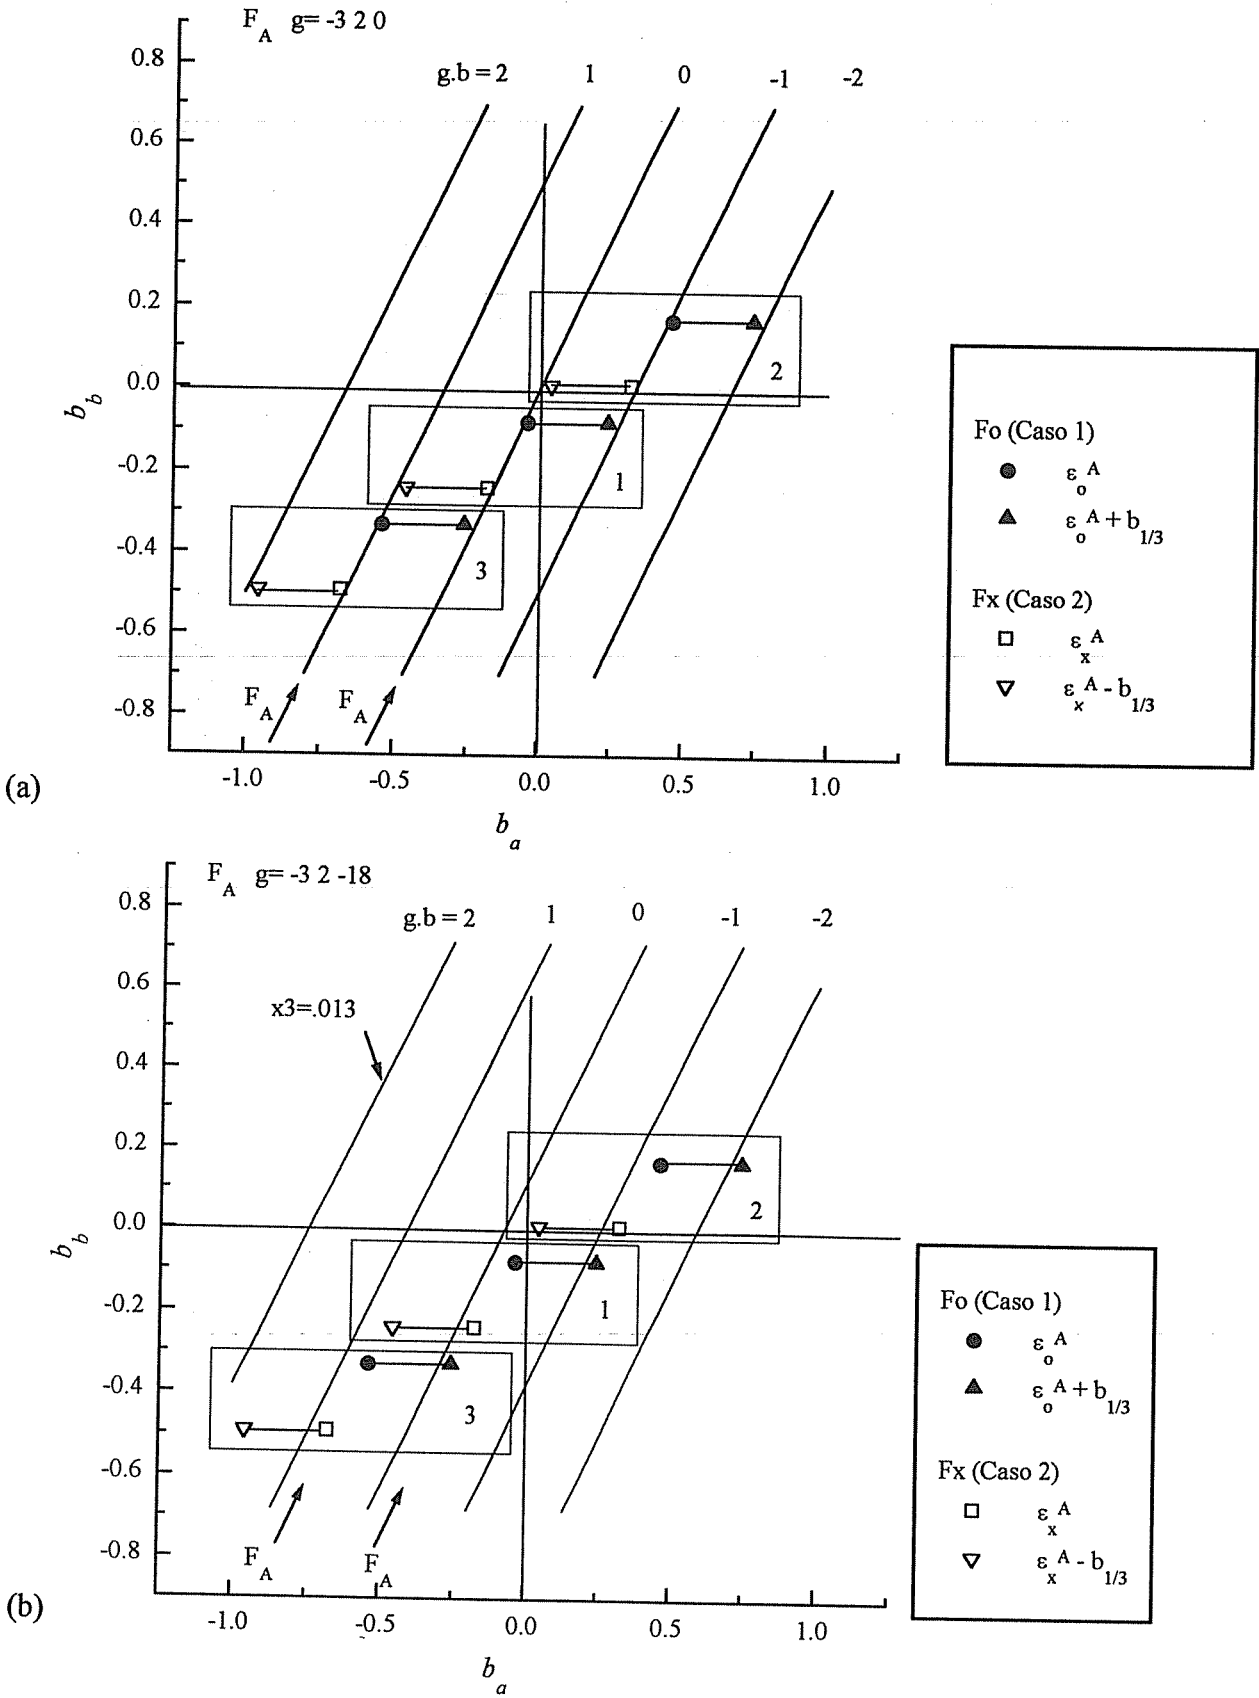 F_A g= -3 2 0
g.b = 2 1 0 -1 -2
0.8
0.6
0.4
0.2
0.0
-0.2
-0.4
-0.6
-0.8
b_b
2
1
3
F_A F_A
-1.0 -0.5 0.0 0.5 1.0
b_a
(a)
Fo (Caso 1)
ε_o^A
ε_o^A + b_1/3
Fx (Caso 2)
ε_x^A
ε_x^A - b_1/3
F_A g= -3 2 -18
g.b = 2 1 0 -1 -2
x3=.013
0.8
0.6
0.4
0.2
0.0
-0.2
-0.4
-0.6
-0.8
b_b
2
1
3
F_A F_A
-1.0 -0.5 0.0 0.5 1.0
b_a
(b)
Fo (Caso 1)
ε_o^A
ε_o^A + b_1/3
Fx (Caso 2)
ε_x^A
ε_x^A - b_1/3